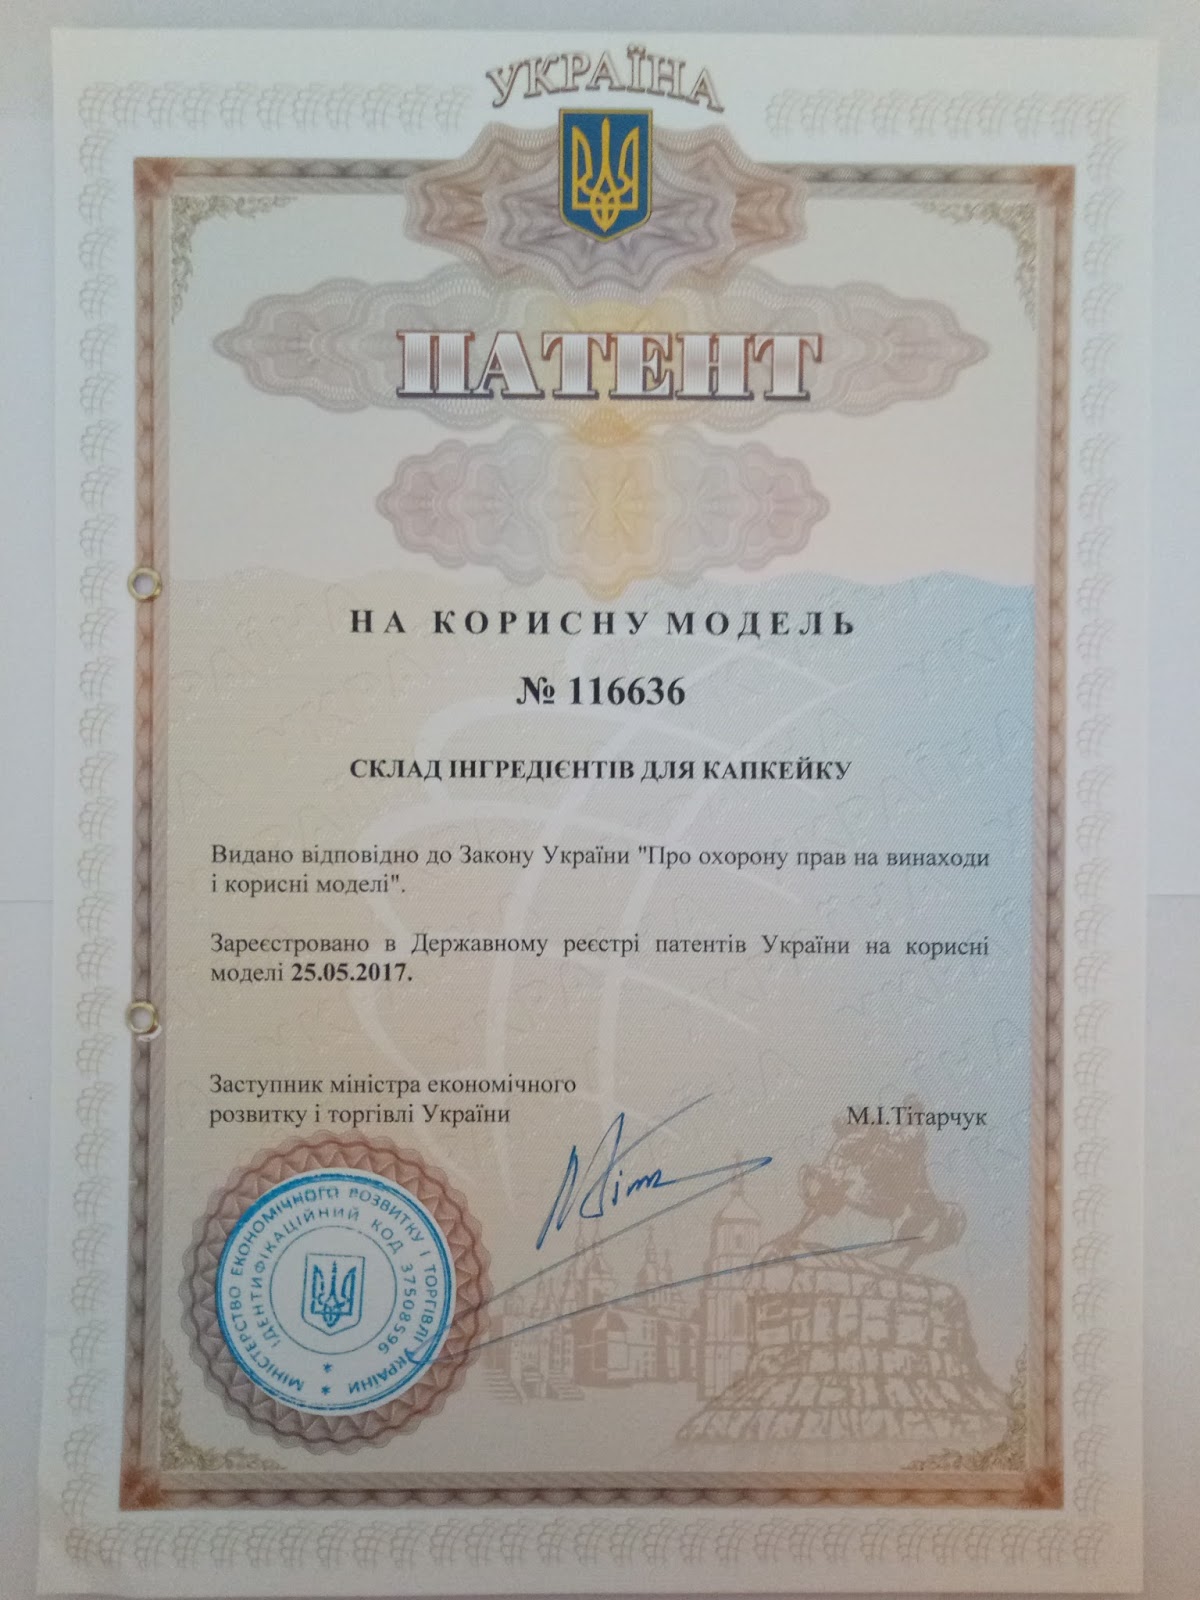 УКРАЇНА
ПАТЕНТ
НА КОРИСНУ МОДЕЛЬ
№ 116636
СКЛАД ІНГРЕДІЄНТІВ ДЛЯ КАПКЕЙКУ
Видано відповідно до Закону України "Про охорону прав на винаходи
і корисні моделі".
Зареєстровано в Державному реєстрі патентів України на корисні
моделі 25.05.2017.
Заступник міністра економічного
розвитку і торгівлі України
М.І.Тітарчук
МІНІСТЕРСТВО ЕКОНОМІЧНОГО РОЗВИТКУ І ТОРГІВЛІ УКРАЇНИ *
ІДЕНТИФІКАЦІЙНИЙ КОД 37508596 *